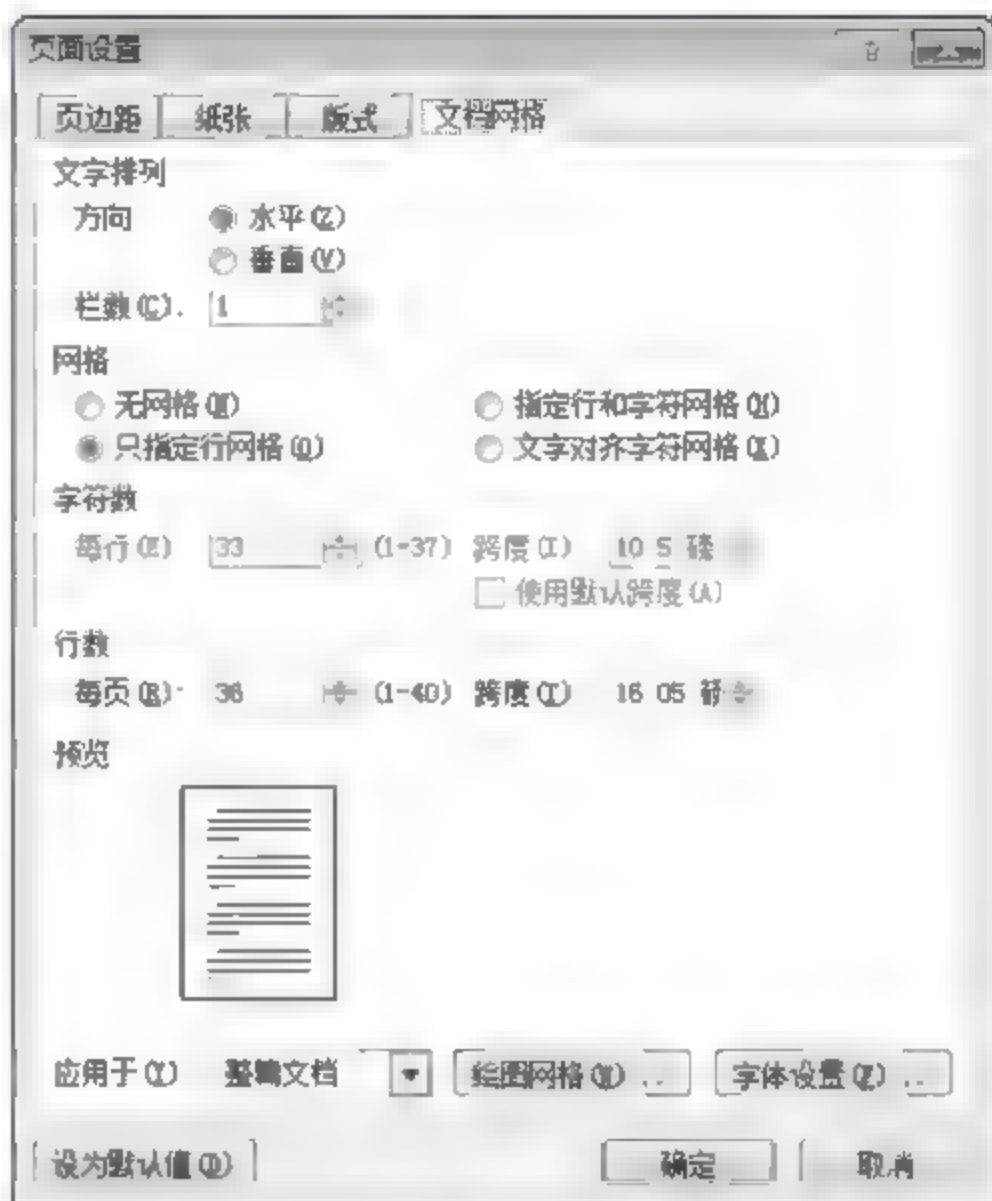 页面设置
页边距 纸张 版式 文档网格
文字排列
方向 水平(Z)
垂直(V)
栏数(C): 1
网格
无网格(N) 指定行和字符网格(H)
只指定行网格(O) 文字对齐字符网格(X)
字符数
每行(E) 33 (1-37) 跨度(I) 10.5 磅
使用默认跨度(A)
行数
每页(R): 38 (1-40) 跨度(T) 16.05 磅
预览
应用于(Y) 整篇文档 绘图网格(W)... 字体设置(F)...
设为默认值(D) 确定 取消